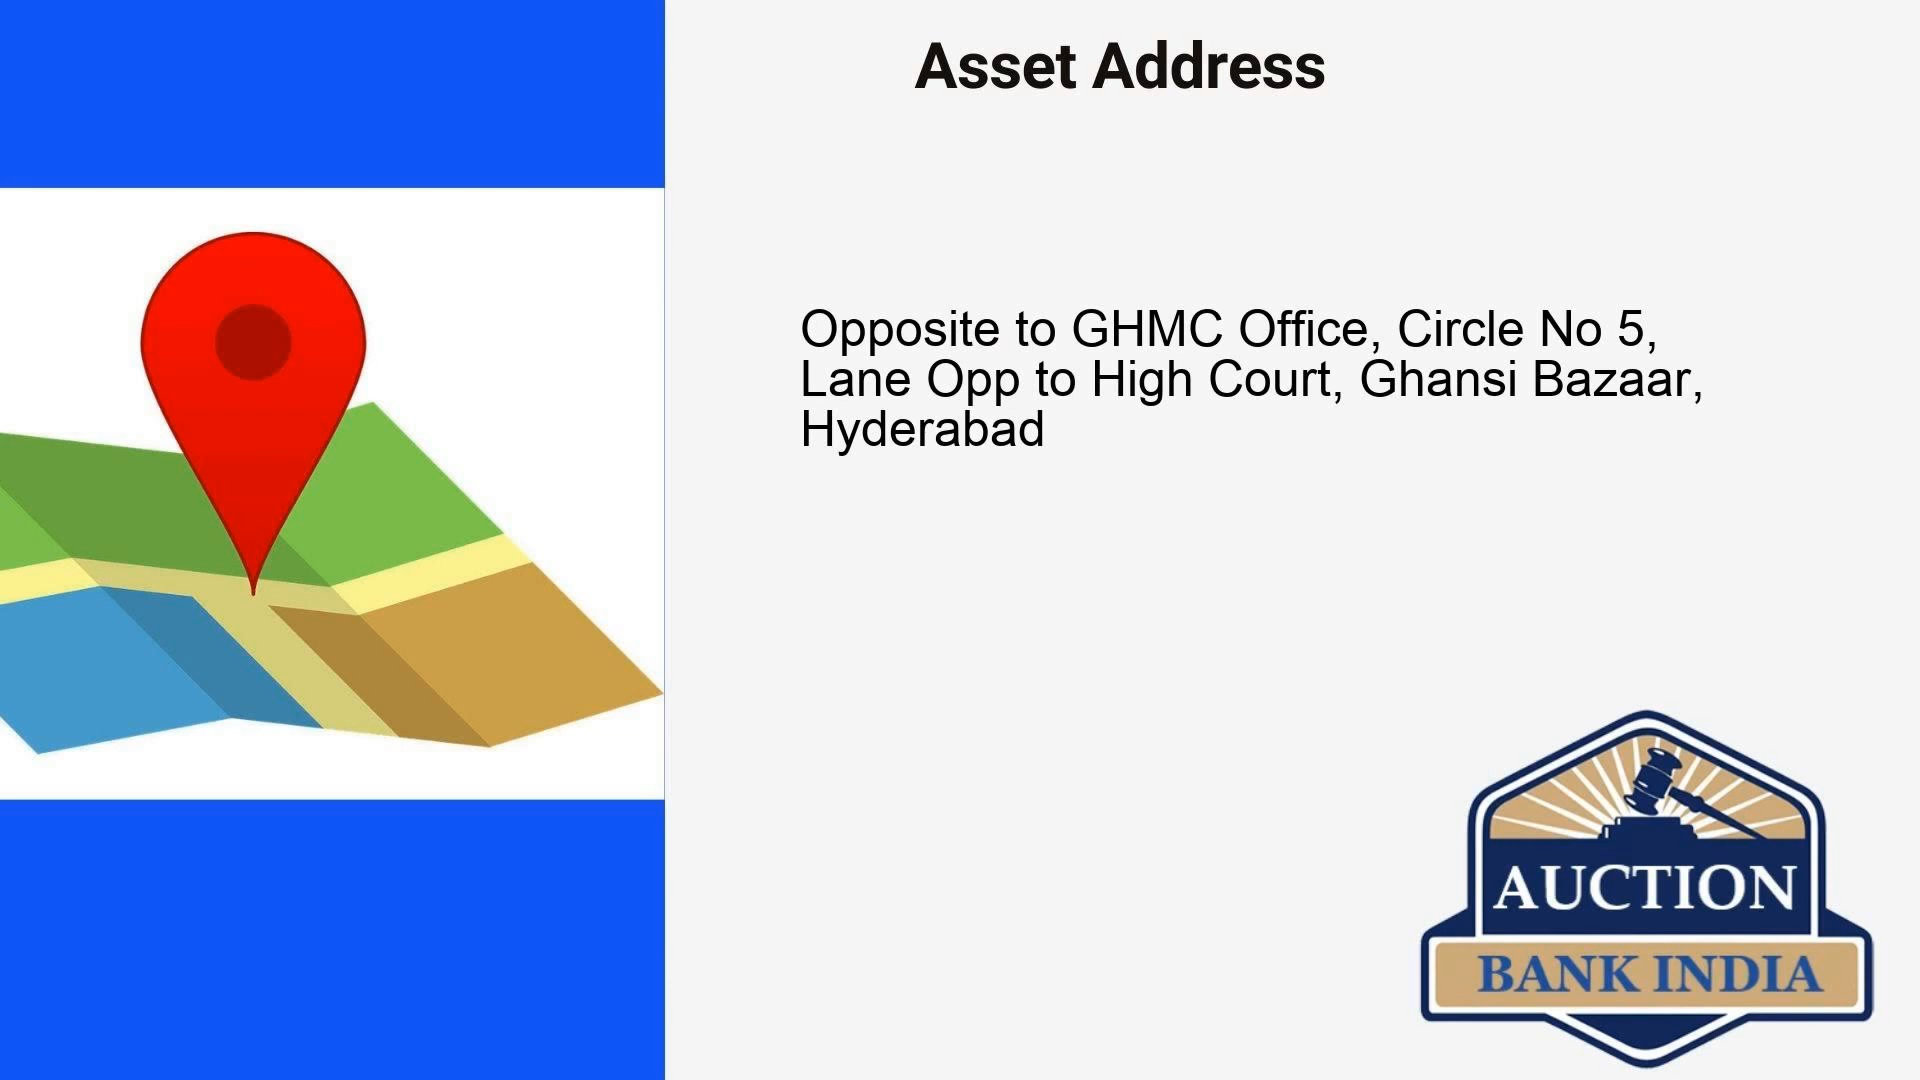 Asset Address
Opposite to GHMC Office, Circle No 5,
Lane Opp to High Court, Ghansi Bazaar,
Hyderabad
AUCTION
BANK INDIA